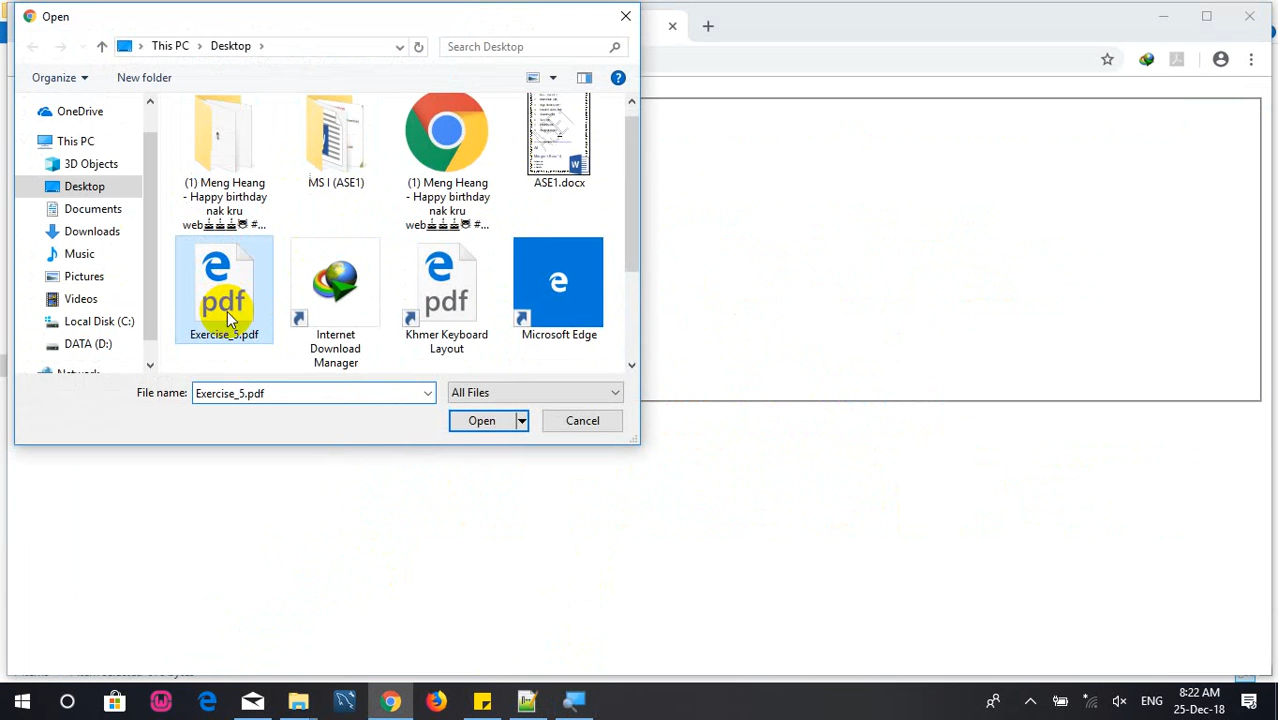 Open
This PC
Desktop
Search Desktop
Organize
New folder
OneDrive
This PC
3D Objects
Desktop
Documents
Downloads
Music
Pictures
Videos
Local Disk (C:)
DATA (D:)
Network
(1) Meng Heang
- Happy birthday
nak kru
web #...
MS I (ASE1)
(1) Meng Heang
- Happy birthday
nak kru
web #...
ASE1.docx
pdf
Exercise_5.pdf
Internet
Download
Manager
pdf
Khmer Keyboard
Layout
Microsoft Edge
File name:
Exercise_5.pdf
All Files
Open
Cancel
ENG
8:22 AM
25-Dec-18